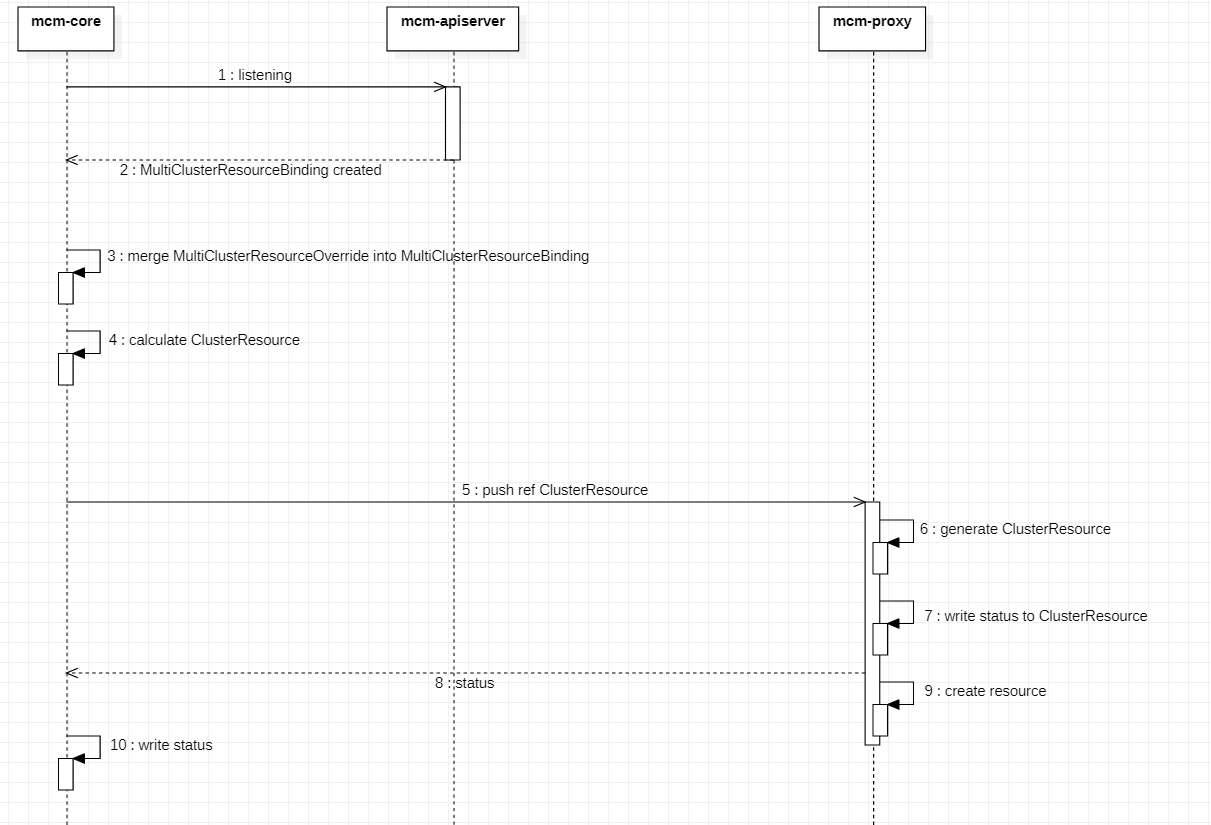 mcm-core
mcm-apiserver
mcm-proxy
1 : listening
2 : MultiClusterResourceBinding created
3 : merge MultiClusterResourceOverride into MultiClusterResourceBinding
4 : calculate ClusterResource
5 : push ref ClusterResource
6 : generate ClusterResource
7 : write status to ClusterResource
8 : status
9 : create resource
10 : write status